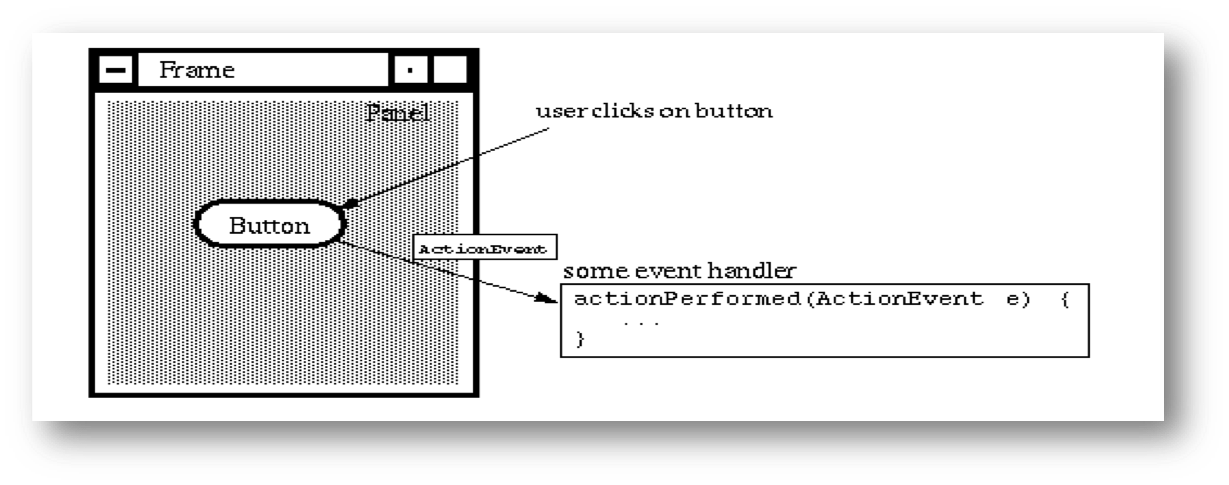 Frame
Panel
user clicks on button
Button
ActionEvent
some event handler
actionPerformed(ActionEvent e) {
...
}